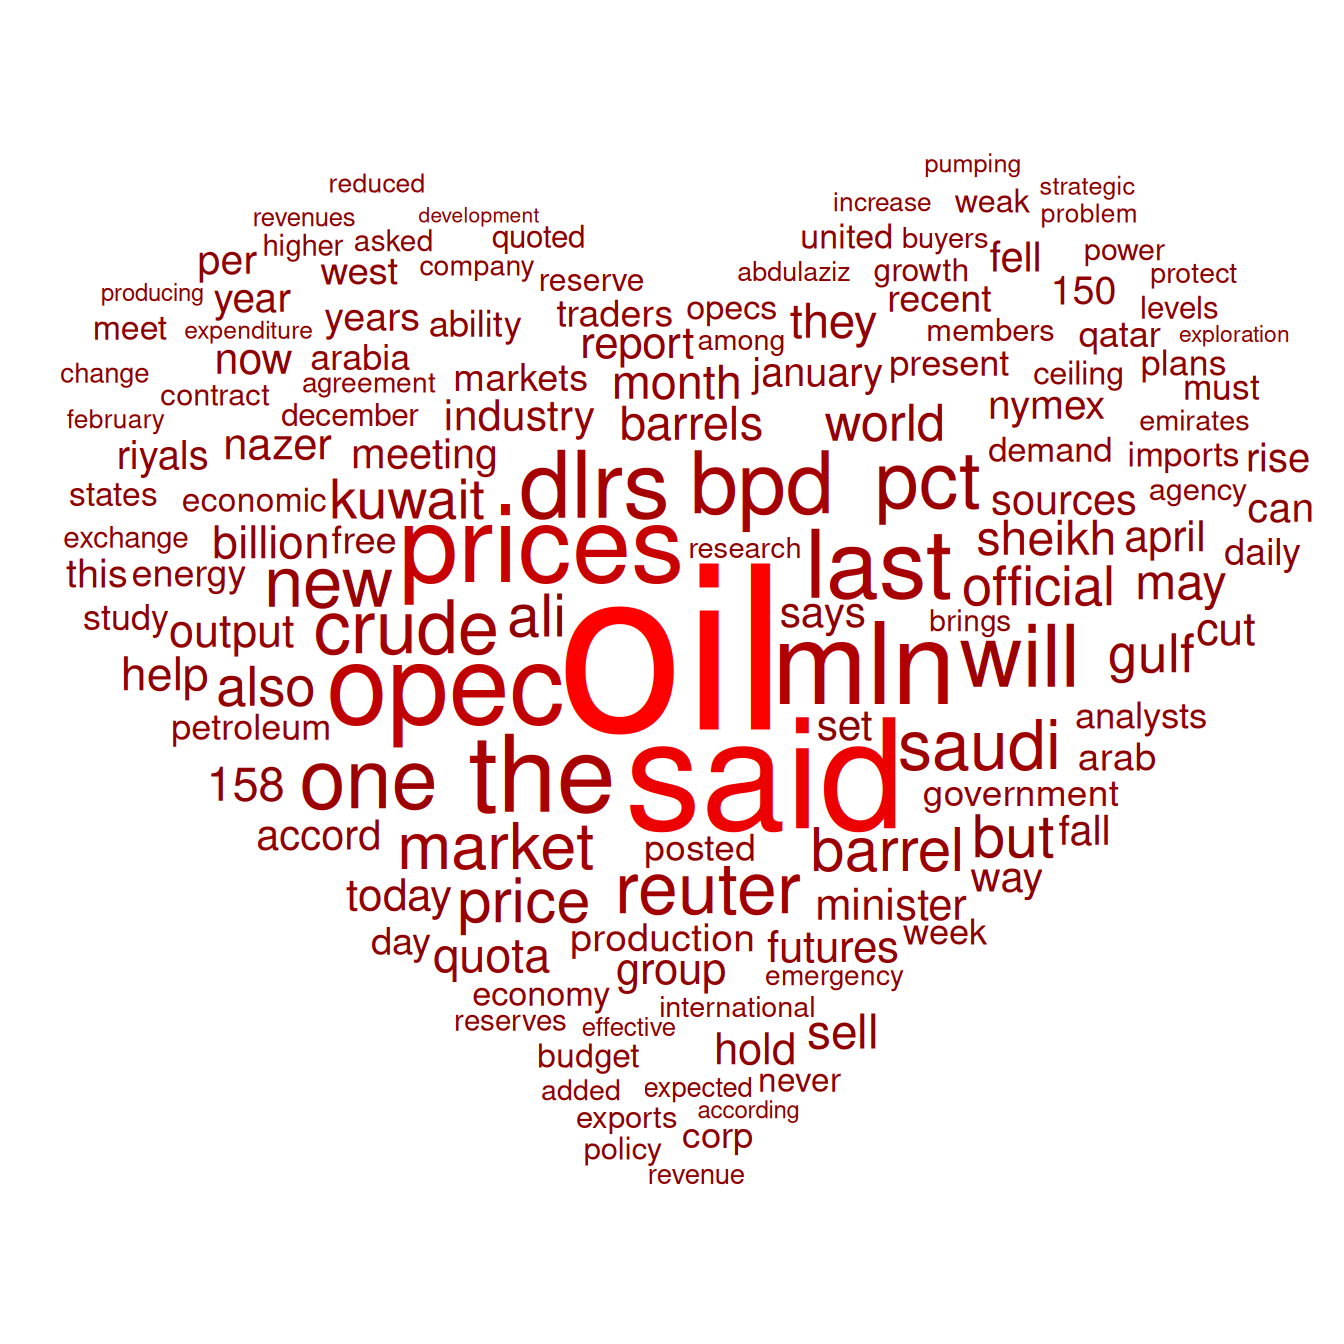 pumping
reduced
strategic
increase weak
revenues development problem
higher asked quoted united buyers
per west company fell power
reserve abdulaziz growth protect
producing year recent 150 levels
meet expenditure years ability traders opecs they members qatar exploration
now arabia report among
change agreement markets month january present ceiling plans must
contract
february december industry barrels world nymex emirates
riyals nazer meeting demand imports rise
states economic kuwait dlrs bpd pct sources agency can
exchange billion free prices research last sheikh april daily
this energy new official may
study output crude ali oil says brings cut
help also opec mln will gulf
petroleum set analysts
158 one the said saudi arab
government
accord market posted barrel but fall
today price reuter minister way
day quota production futures week
group emergency
economy international
reserves effective
budget hold sell
added expected never
exports according
policy corp
revenue